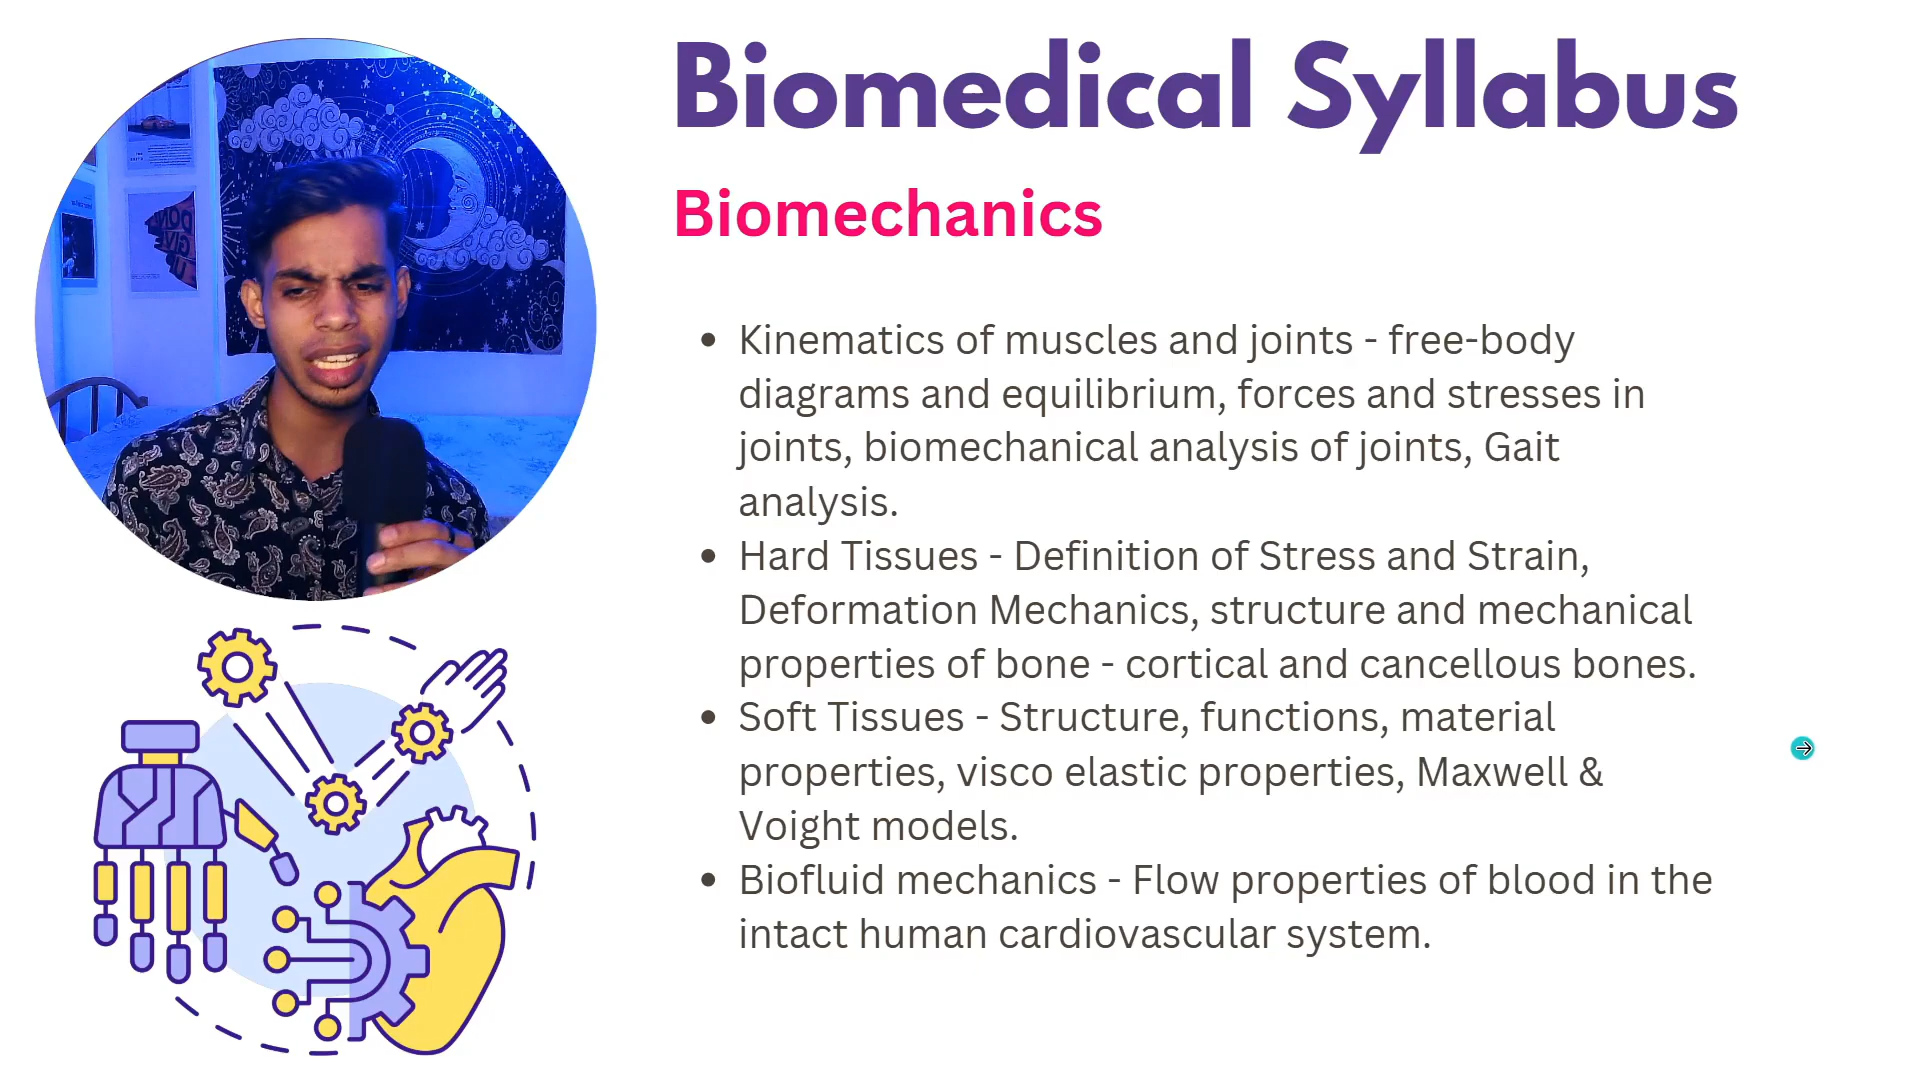 Biomedical Syllabus
Biomechanics
• Kinematics of muscles and joints - free-body
diagrams and equilibrium, forces and stresses in
joints, biomechanical analysis of joints, Gait
analysis.
• Hard Tissues - Definition of Stress and Strain,
Deformation Mechanics, structure and mechanical
properties of bone - cortical and cancellous bones.
• Soft Tissues - Structure, functions, material
properties, visco elastic properties, Maxwell &
Voight models.
• Biofluid mechanics - Flow properties of blood in the
intact human cardiovascular system.